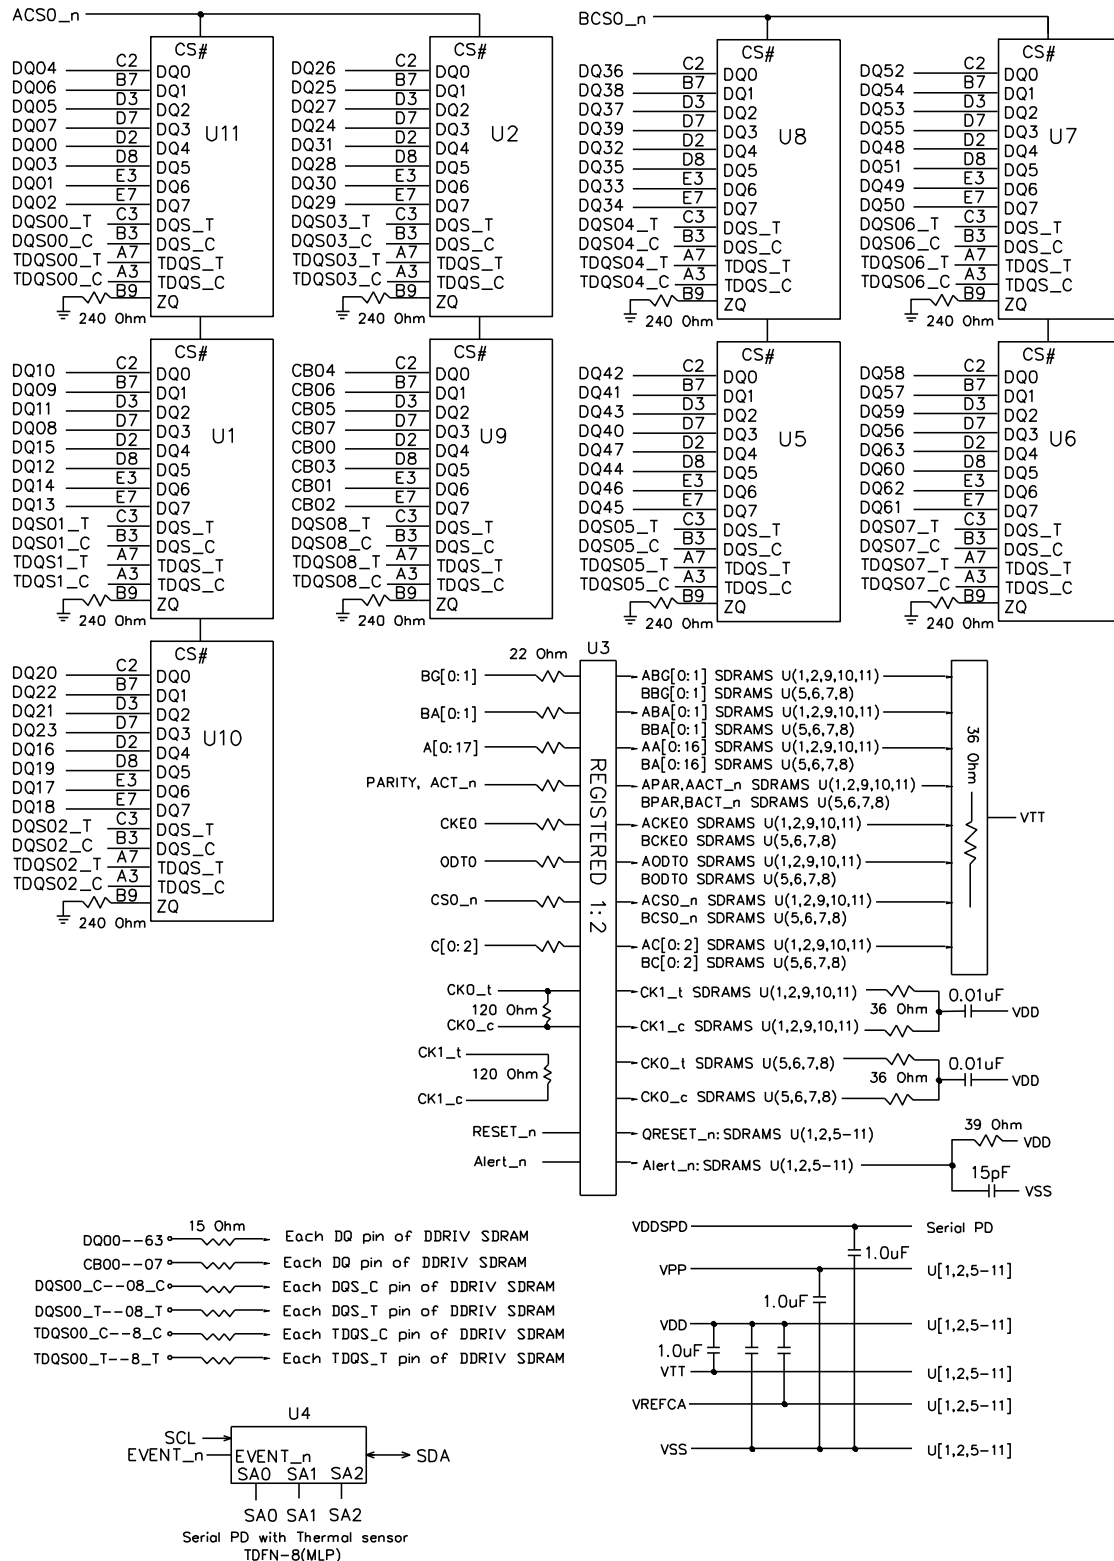 ACS0_n
CS#
DQ04 C2 DQ0
DQ06 B7 DQ1
DQ05 D3 DQ2
DQ07 D7 DQ3
DQ00 D2 DQ4
DQ03 D8 DQ5
DQ01 E3 DQ6
DQ02 E7 DQ7
DQS00_T C3 DQS_T
DQS00_C B3 DQS_C
TDQS00_T A7 TDQS_T
TDQS00_C A3 TDQS_C
B9 ZQ
240 Ohm
U11
CS#
DQ26 C2 DQ0
DQ25 B7 DQ1
DQ27 D3 DQ2
DQ24 D7 DQ3
DQ31 D2 DQ4
DQ28 D8 DQ5
DQ30 E3 DQ6
DQ29 E7 DQ7
DQS03_T C3 DQS_T
DQS03_C B3 DQS_C
TDQS03_T A7 TDQS_T
TDQS03_C A3 TDQS_C
B9 ZQ
240 Ohm
U2
BCS0_n
CS#
DQ36 C2 DQ0
DQ38 B7 DQ1
DQ37 D3 DQ2
DQ39 D7 DQ3
DQ32 D2 DQ4
DQ35 D8 DQ5
DQ33 E3 DQ6
DQ34 E7 DQ7
DQS04_T C3 DQS_T
DQS04_C B3 DQS_C
TDQS04_T A7 TDQS_T
TDQS04_C A3 TDQS_C
B9 ZQ
240 Ohm
U8
CS#
DQ52 C2 DQ0
DQ54 B7 DQ1
DQ53 D3 DQ2
DQ55 D7 DQ3
DQ48 D2 DQ4
DQ51 D8 DQ5
DQ49 E3 DQ6
DQ50 E7 DQ7
DQS06_T C3 DQS_T
DQS06_C B3 DQS_C
TDQS06_T A7 TDQS_T
TDQS06_C A3 TDQS_C
B9 ZQ
240 Ohm
U7
CS#
DQ10 C2 DQ0
DQ09 B7 DQ1
DQ11 D3 DQ2
DQ08 D7 DQ3
DQ15 D2 DQ4
DQ12 D8 DQ5
DQ14 E3 DQ6
DQ13 E7 DQ7
DQS01_T C3 DQS_T
DQS01_C B3 DQS_C
TDQS1_T A7 TDQS_T
TDQS1_C A3 TDQS_C
B9 ZQ
240 Ohm
U1
CS#
CB04 C2 DQ0
CB06 B7 DQ1
CB05 D3 DQ2
CB07 D7 DQ3
CB00 D2 DQ4
CB03 D8 DQ5
CB01 E3 DQ6
CB02 E7 DQ7
DQS08_T C3 DQS_T
DQS08_C B3 DQS_C
TDQS08_T A7 TDQS_T
TDQS08_C A3 TDQS_C
B9 ZQ
240 Ohm
U9
CS#
DQ42 C2 DQ0
DQ41 B7 DQ1
DQ43 D3 DQ2
DQ40 D7 DQ3
DQ47 D2 DQ4
DQ44 D8 DQ5
DQ46 E3 DQ6
DQ45 E7 DQ7
DQS05_T C3 DQS_T
DQS05_C B3 DQS_C
TDQS05_T A7 TDQS_T
TDQS05_C A3 TDQS_C
B9 ZQ
240 Ohm
U5
CS#
DQ58 C2 DQ0
DQ57 B7 DQ1
DQ59 D3 DQ2
DQ56 D7 DQ3
DQ63 D2 DQ4
DQ60 D8 DQ5
DQ62 E3 DQ6
DQ61 E7 DQ7
DQS07_T C3 DQS_T
DQS07_C B3 DQS_C
TDQS07_T A7 TDQS_T
TDQS07_C A3 TDQS_C
B9 ZQ
240 Ohm
U6
CS#
DQ20 C2 DQ0
DQ22 B7 DQ1
DQ21 D3 DQ2
DQ23 D7 DQ3
DQ16 D2 DQ4
DQ19 D8 DQ5
DQ17 E3 DQ6
DQ18 E7 DQ7
DQS02_T C3 DQS_T
DQS02_C B3 DQS_C
TDQS02_T A7 TDQS_T
TDQS02_C A3 TDQS_C
B9 ZQ
240 Ohm
U10
22 Ohm U3
REGISTERED 1:2
BG[0:1] ABG[0:1] SDRAMS U(1,2,9,10,11)
BBG[0:1] SDRAMS U(5,6,7,8)
BA[0:1] ABA[0:1] SDRAMS U(1,2,9,10,11)
BBA[0:1] SDRAMS U(5,6,7,8)
A[0:17] AA[0:16] SDRAMS U(1,2,9,10,11)
BA[0:16] SDRAMS U(5,6,7,8)
PARITY, ACT_n APAR,AACT_n SDRAMS U(1,2,9,10,11)
BPAR,BACT_n SDRAMS U(5,6,7,8)
CKE0 ACKE0 SDRAMS U(1,2,9,10,11)
BCKE0 SDRAMS U(5,6,7,8)
ODT0 AODT0 SDRAMS U(1,2,9,10,11)
BODT0 SDRAMS U(5,6,7,8)
CS0_n ACS0_n SDRAMS U(1,2,9,10,11)
BCS0_n SDRAMS U(5,6,7,8)
C[0:2] AC[0:2] SDRAMS U(1,2,9,10,11)
BC[0:2] SDRAMS U(5,6,7,8)
36 Ohm
VTT
CK0_t CK1_t SDRAMS U(1,2,9,10,11)
120 Ohm 36 Ohm 0.01uF VDD
CK0_c CK1_c SDRAMS U(1,2,9,10,11)
CK1_t CK0_t SDRAMS U(5,6,7,8)
120 Ohm 36 Ohm 0.01uF VDD
CK1_c CK0_c SDRAMS U(5,6,7,8)
RESET_n QRESET_n: SDRAMS U(1,2,5-11)
Alert_n Alert_n: SDRAMS U(1,2,5-11)
39 Ohm VDD
15pF VSS
15 Ohm
DQ00--63 Each DQ pin of DDRIV SDRAM
CB00--07 Each DQ pin of DDRIV SDRAM
DQS00_C--08_C Each DQS_C pin of DDRIV SDRAM
DQS00_T--08_T Each DQS_T pin of DDRIV SDRAM
TDQS00_C--8_C Each TDQS_C pin of DDRIV SDRAM
TDQS00_T--8_T Each TDQS_T pin of DDRIV SDRAM
VDDSPD Serial PD
1.0uF
VPP U[1,2,5-11]
1.0uF
VDD U[1,2,5-11]
1.0uF
VTT U[1,2,5-11]
VREFCA U[1,2,5-11]
VSS U[1,2,5-11]
U4
SCL
EVENT_n EVENT_n SDA
SA0 SA1 SA2
SA0 SA1 SA2
Serial PD with Thermal sensor
TDFN-8(MLP)